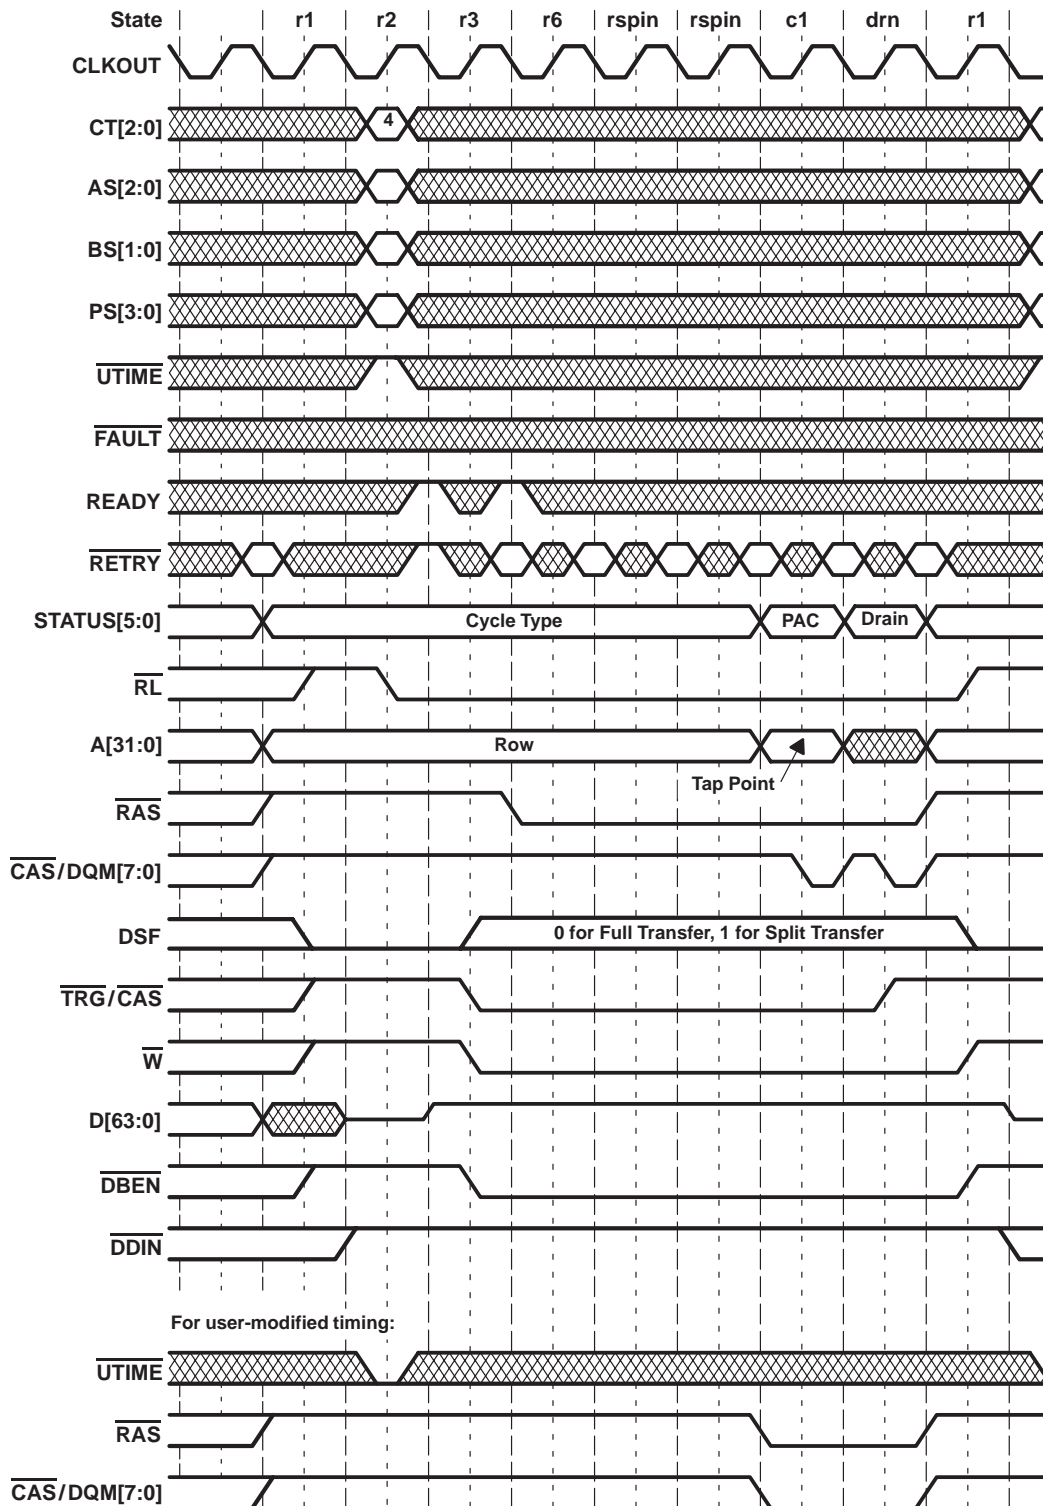 State r1 r2 r3 r6 rspin rspin c1 drn r1
CLKOUT
CT[2:0] 4
AS[2:0]
BS[1:0]
PS[3:0]
UTIME
FAULT
READY
RETRY
STATUS[5:0] Cycle Type PAC Drain
RL
A[31:0] Row
Tap Point
RAS
CAS/DQM[7:0]
DSF 0 for Full Transfer, 1 for Split Transfer
TRG/CAS
W
D[63:0]
DBEN
DDIN
For user-modified timing:
UTIME
RAS
CAS/DQM[7:0]